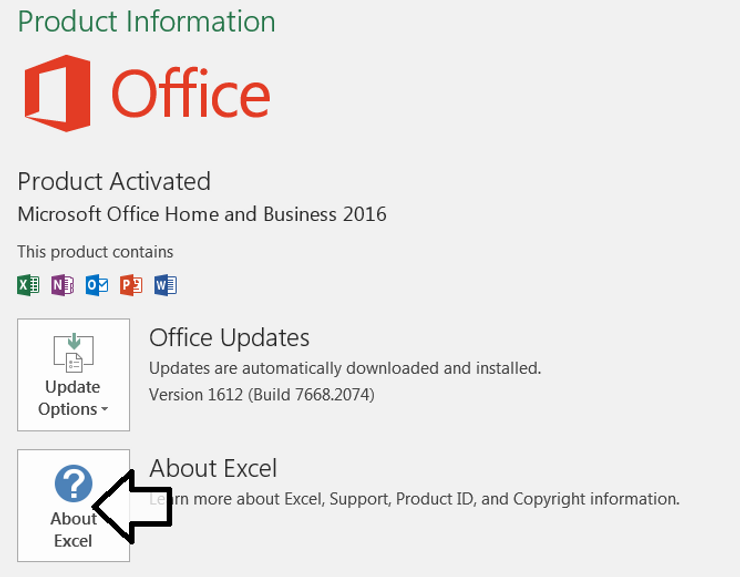 Product Information
Office
Product Activated
Microsoft Office Home and Business 2016
This product contains
X N O P W
Office Updates
Updates are automatically downloaded and installed.
Version 1612 (Build 7668.2074)
Update
Options
About Excel
more about Excel, Support, Product ID, and Copyright information.
?
About
Excel